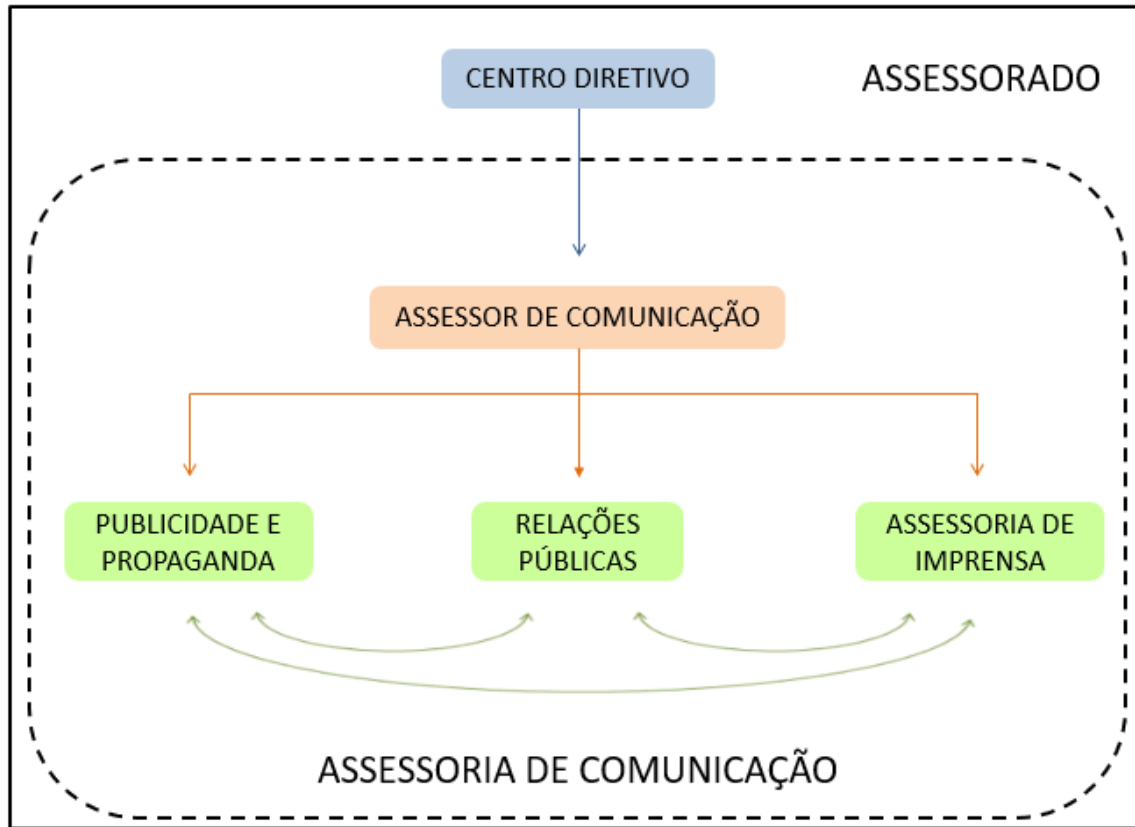 CENTRO DIRETIVO
ASSESSORADO
ASSESSOR DE COMUNICAÇÃO
PUBLICIDADE E
PROPAGANDA
RELAÇÕES
PÚBLICAS
ASSESSORIA DE
IMPRENSA
ASSESSORIA DE COMUNICAÇÃO